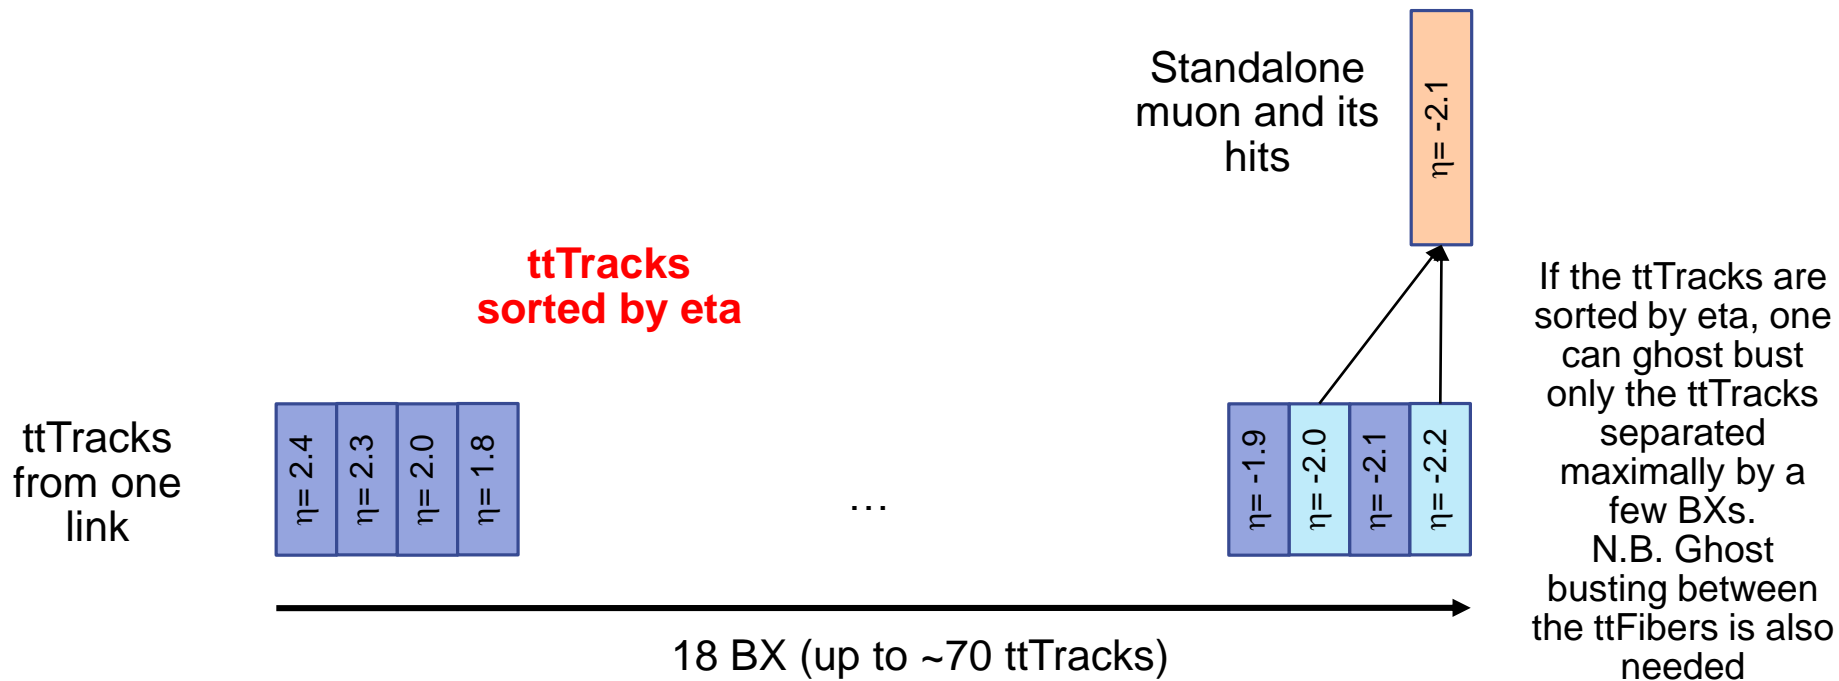 Standalone
muon and its
hits
η= -2.1
ttTracks
sorted by eta
ttTracks
from one
link
η= 2.4
η= 2.3
η= 2.0
η= 1.8
…
η= -1.9
η= -2.0
η= -2.1
η= -2.2
18 BX (up to ~70 ttTracks)
If the ttTracks are
sorted by eta, one
can ghost bust
only the ttTracks
separated
maximally by a
few BXs.
N.B. Ghost
busting between
the ttFibers is also
needed